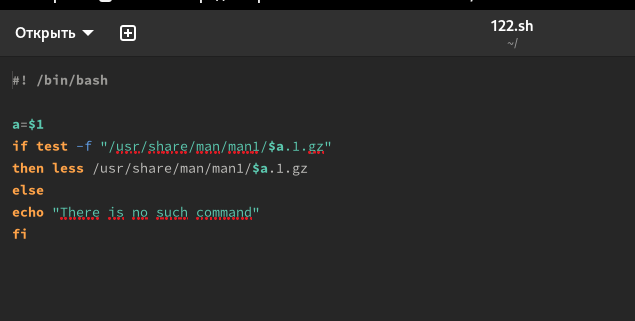 Открыть
122.sh
~/
#! /bin/bash
a=$1
if test -f "/usr/share/man/man1/$a.1.gz"
then less /usr/share/man/man1/$a.1.gz
else
echo "There is no such command"
fi